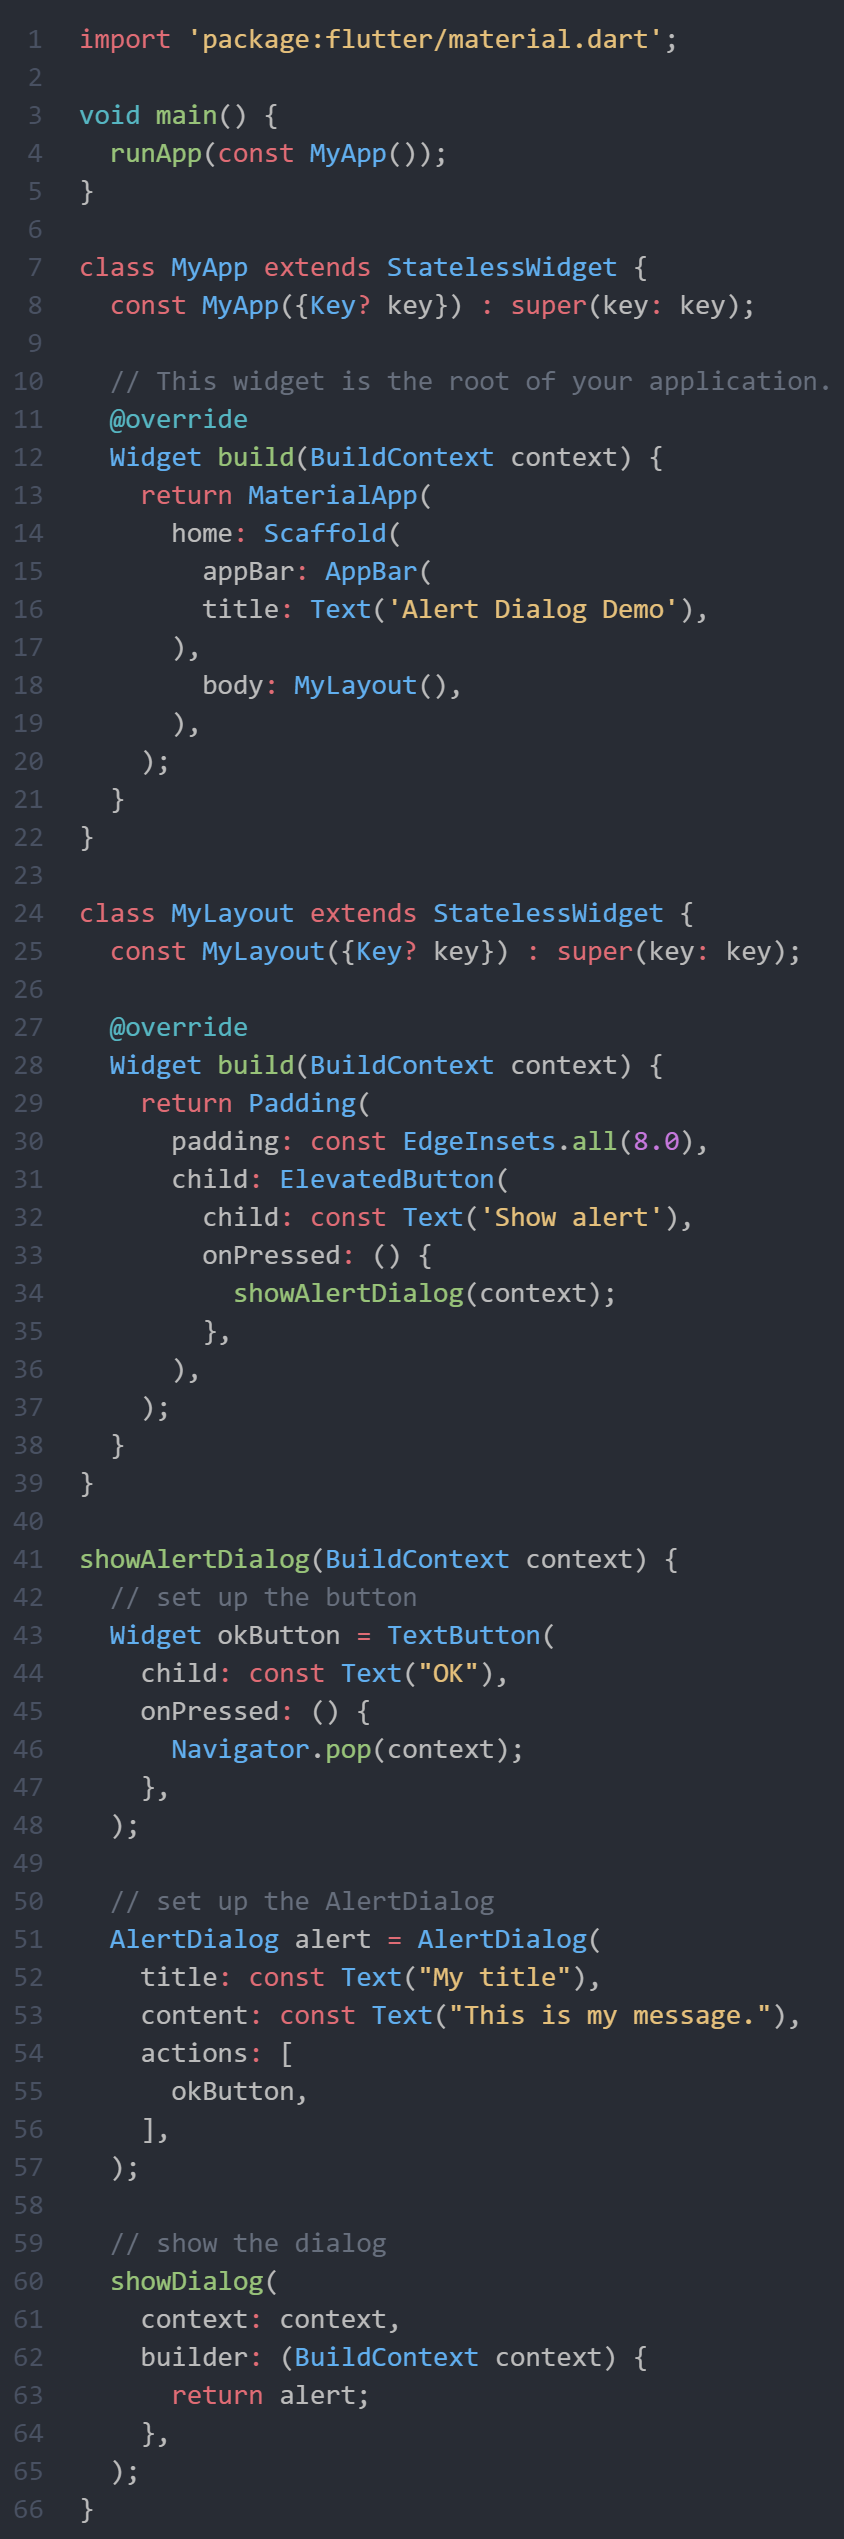 1 import 'package:flutter/material.dart';
2
3 void main() {
4   runApp(const MyApp());
5 }
6
7 class MyApp extends StatelessWidget {
8   const MyApp({Key? key}) : super(key: key);
9
10   // This widget is the root of your application.
11   @override
12   Widget build(BuildContext context) {
13     return MaterialApp(
14       home: Scaffold(
15         appBar: AppBar(
16         title: Text('Alert Dialog Demo'),
17       ),
18         body: MyLayout(),
19       ),
20     );
21   }
22 }
23
24 class MyLayout extends StatelessWidget {
25   const MyLayout({Key? key}) : super(key: key);
26
27   @override
28   Widget build(BuildContext context) {
29     return Padding(
30       padding: const EdgeInsets.all(8.0),
31       child: ElevatedButton(
32         child: const Text('Show alert'),
33         onPressed: () {
34           showAlertDialog(context);
35         },
36       ),
37     );
38   }
39 }
40
41 showAlertDialog(BuildContext context) {
42   // set up the button
43   Widget okButton = TextButton(
44     child: const Text("OK"),
45     onPressed: () {
46       Navigator.pop(context);
47     },
48   );
49
50   // set up the AlertDialog
51   AlertDialog alert = AlertDialog(
52     title: const Text("My title"),
53     content: const Text("This is my message."),
54     actions: [
55       okButton,
56     ],
57   );
58
59   // show the dialog
60   showDialog(
61     context: context,
62     builder: (BuildContext context) {
63       return alert;
64     },
65   );
66 }